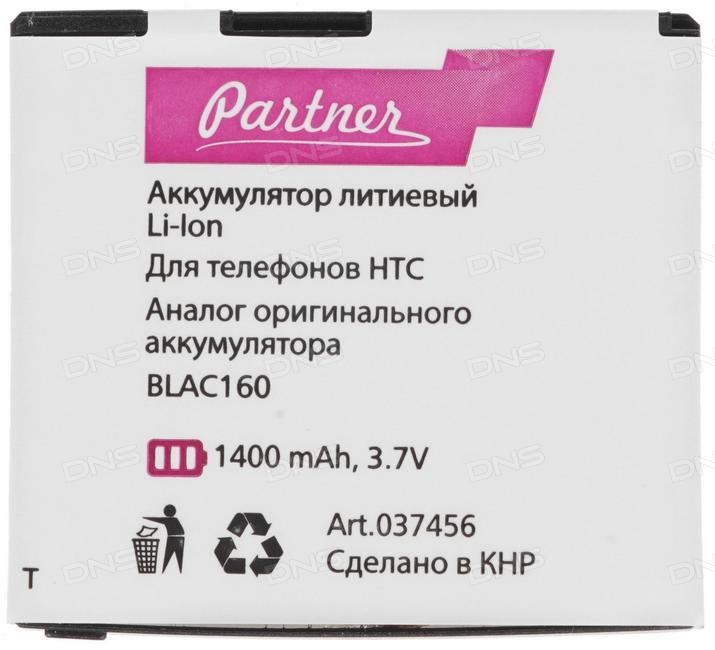 Partner
Аккумулятор литиевый
Li-Ion
Для телефонов HTC
Аналог оригинального
аккумулятора
BLAC160
1400 mAh, 3.7V
Art.037456
Сделано в КНР
T
DNS